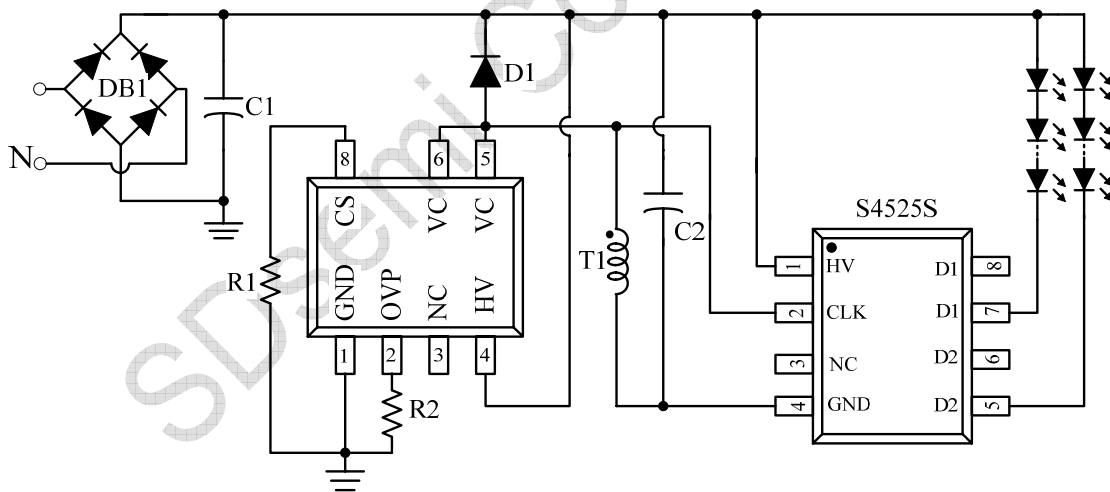 SDsemi Co
DB1
N
C1
D1
8
6
5
CS
VC
VC
R1
GND
OVP
NC
HV
1
2
3
4
R2
T1
C2
S4525S
1
HV
D1
8
2
CLK
D1
7
3
NC
D2
6
4
GND
D2
5